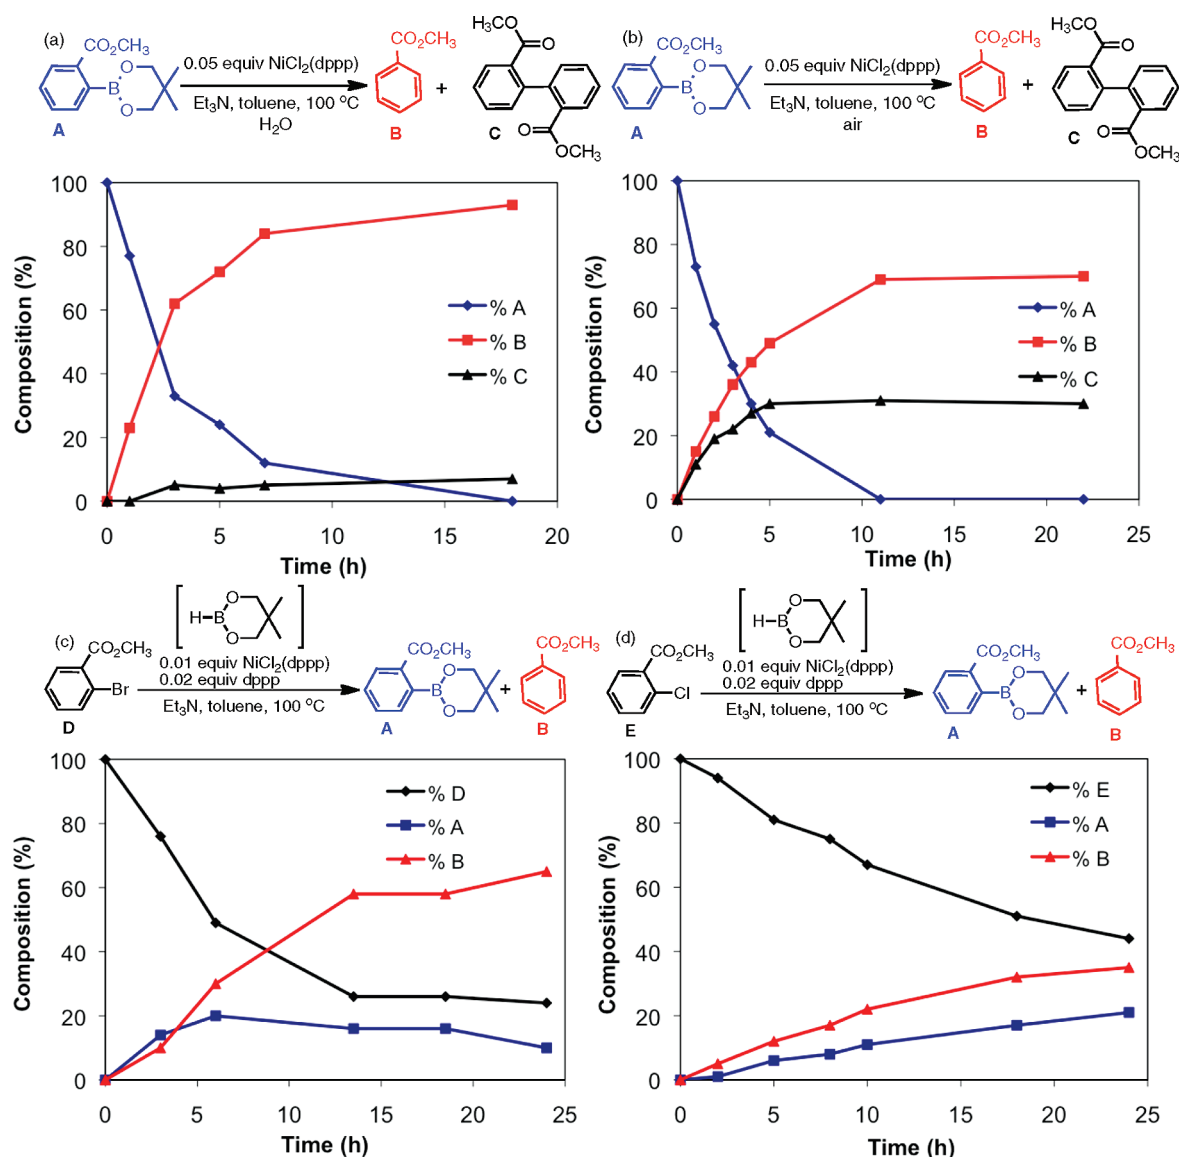 (a)
CO₂CH₃
B
O
O
A
0.05 equiv NiCl₂(dppp)
Et₃N, toluene, 100 °C
H₂O
CO₂CH₃
B
+
OCH₃
O
O
OCH₃
C
(b)
CO₂CH₃
B
O
O
A
0.05 equiv NiCl₂(dppp)
Et₃N, toluene, 100 °C
air
CO₂CH₃
B
+
OCH₃
O
O
OCH₃
C
Composition (%)
100
80
60
40
20
0
0 5 10 15 20
Time (h)
% A
% B
% C
Composition (%)
100
80
60
40
20
0
0 5 10 15 20 25
Time (h)
% A
% B
% C
(c)
CO₂CH₃
Br
D
H-B
O
O
0.01 equiv NiCl₂(dppp)
0.02 equiv dppp
Et₃N, toluene, 100 °C
CO₂CH₃
B
O
O
A
+
CO₂CH₃
B
(d)
CO₂CH₃
Cl
E
H-B
O
O
0.01 equiv NiCl₂(dppp)
0.02 equiv dppp
Et₃N, toluene, 100 °C
CO₂CH₃
B
O
O
A
+
CO₂CH₃
B
Composition (%)
100
80
60
40
20
0
0 5 10 15 20 25
Time (h)
% D
% A
% B
Composition (%)
100
80
60
40
20
0
0 5 10 15 20 25
Time (h)
% E
% A
% B